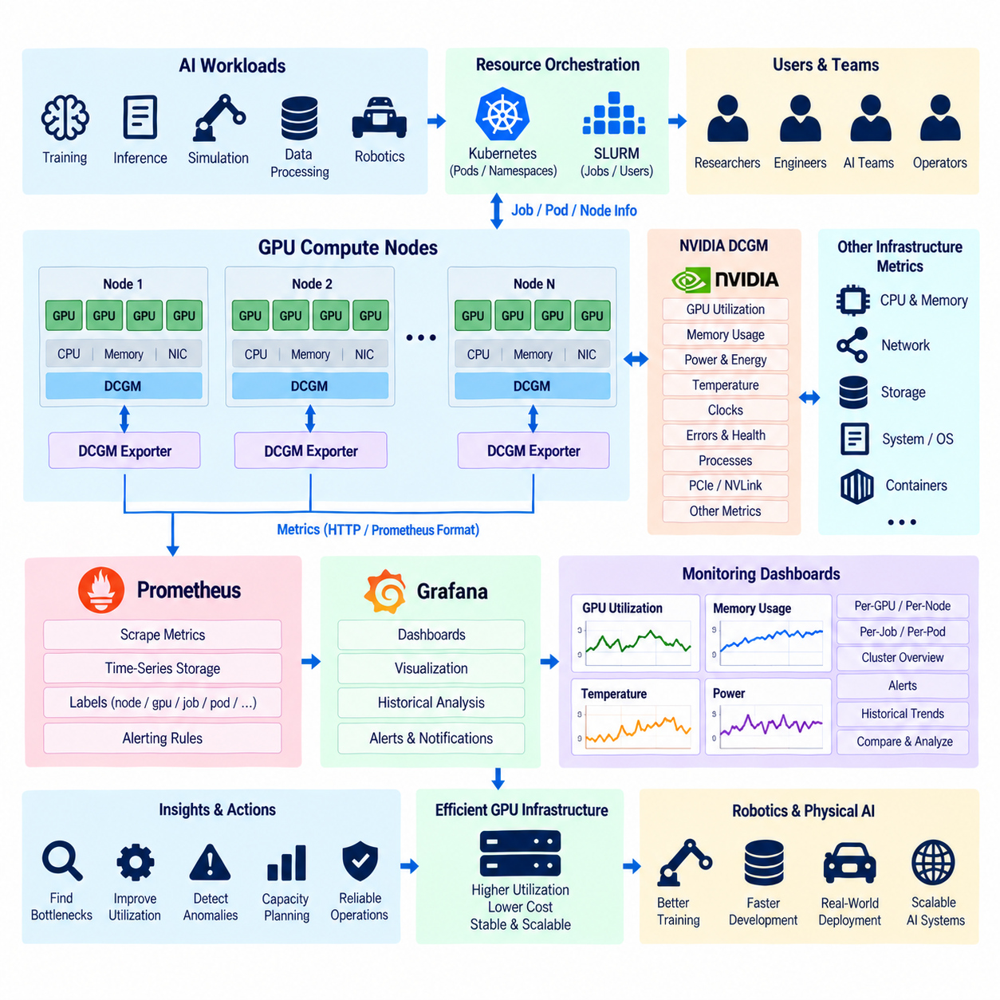 AI Workloads
Training
Inference
Simulation
Data
Processing
Robotics
Resource Orchestration
Kubernetes
(Pods / Namespaces)
SLURM
(Jobs / Users)
Users & Teams
Researchers
Engineers
AI Teams
Operators
Job / Pod / Node Info
GPU Compute Nodes
Node 1
GPU GPU GPU GPU
CPU | Memory | NIC
DCGM
DCGM Exporter
Node 2
GPU GPU GPU GPU
CPU | Memory | NIC
DCGM
DCGM Exporter
•••
Node N
GPU GPU GPU GPU
CPU | Memory | NIC
DCGM
DCGM Exporter
Metrics (HTTP / Prometheus Format)
NVIDIA DCGM
NVIDIA
GPU Utilization
Memory Usage
Power & Energy
Temperature
Clocks
Errors & Health
Processes
PCIe / NVLink
Other Metrics
Other Infrastructure
Metrics
CPU & Memory
Network
Storage
System / OS
Containers
•••
Prometheus
Scrape Metrics
Time-Series Storage
Labels (node / gpu / job / pod / ...)
Alerting Rules
Grafana
Dashboards
Visualization
Historical Analysis
Alerts & Notifications
Monitoring Dashboards
GPU Utilization
Memory Usage
Temperature
Power
Per-GPU / Per-Node
Per-Job / Per-Pod
Cluster Overview
Alerts
Historical Trends
Compare & Analyze
Insights & Actions
Find
Bottlenecks
Improve
Utilization
Detect
Anomalies
Capacity
Planning
Reliable
Operations
Efficient GPU Infrastructure
Higher Utilization
Lower Cost
Stable & Scalable
Robotics & Physical AI
Better
Training
Faster
Development
Real-World
Deployment
Scalable
AI Systems